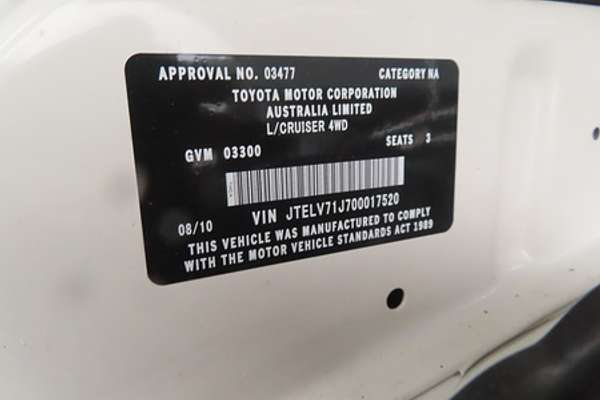 APPROVAL NO. 03477 CATEGORY NA
TOYOTA MOTOR CORPORATION
AUSTRALIA LIMITED
L/CRUISER 4WD
GVM 03300 SEATS 3
08/10 VIN JTELV71J700017520
THIS VEHICLE WAS MANUFACTURED TO COMPLY
WITH THE MOTOR VEHICLE STANDARDS ACT 1989